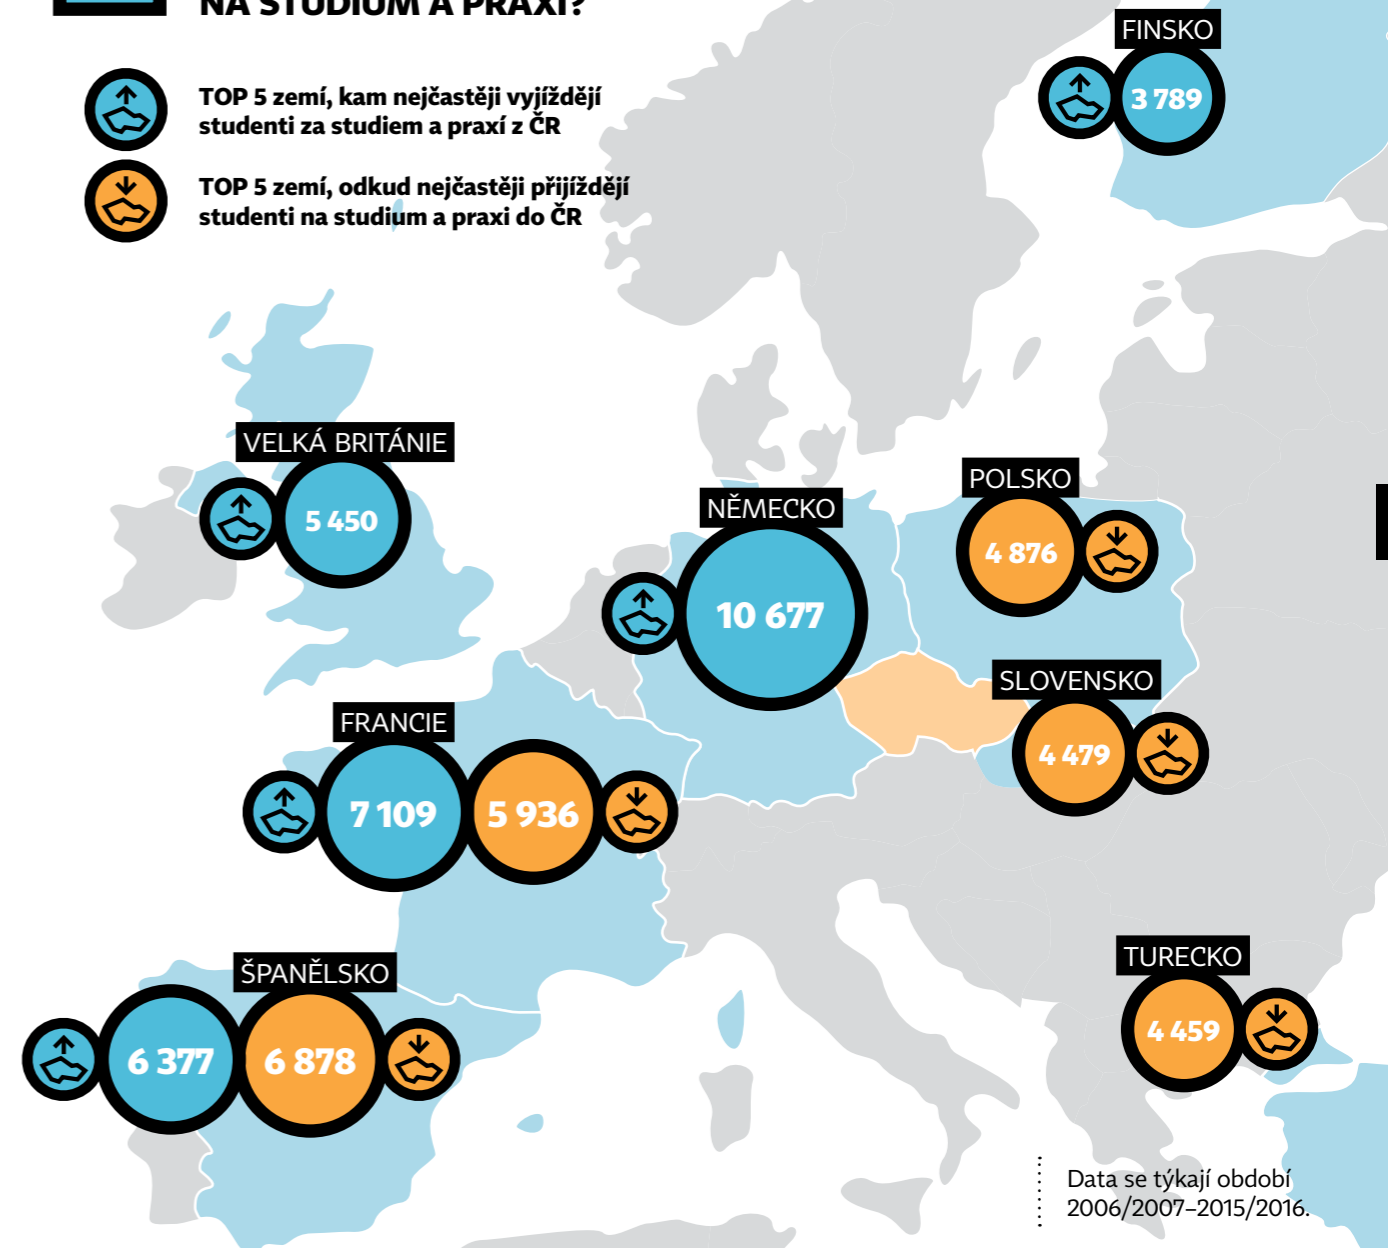 NA STUDIUM A PRAXI?
TOP 5 zemí, kam nejčastěji vyjíždějí
studenti za studiem a praxí z ČR
TOP 5 zemí, odkud nejčastěji přijíždějí
studenti na studium a praxi do ČR
FINSKO
3 789
VELKÁ BRITÁNIE
5 450
NĚMECKO
10 677
POLSKO
4 876
SLOVENSKO
4 479
FRANCIE
7 109
5 936
ŠPANĚLSKO
6 377
6 878
TURECKO
4 459
Data se týkají období
2006/2007–2015/2016.